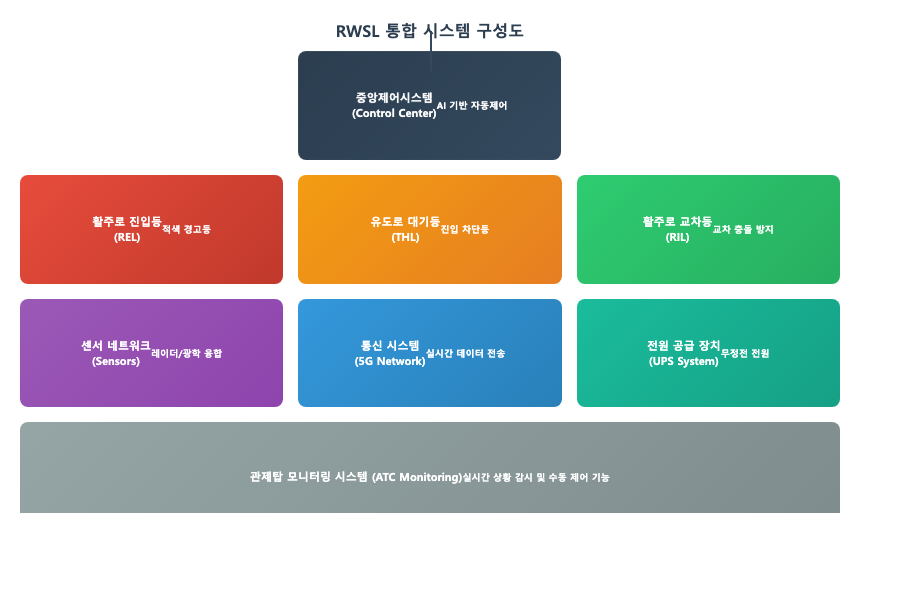 RWSL 통합 시스템 구성도
중앙제어시스템
(Control Center)
AI 기반 자동제어
활주로 진입등
(REL)
적색 경고등
유도로 대기등
(THL)
진입 차단등
활주로 교차등
(RIL)
교차 충돌 방지
센서 네트워크
(Sensors)
레이더/광학 융합
통신 시스템
(5G Network)
실시간 데이터 전송
전원 공급 장치
(UPS System)
무정전 전원
관제탑 모니터링 시스템 (ATC Monitoring)실시간 상황 감시 및 수동 제어 기능